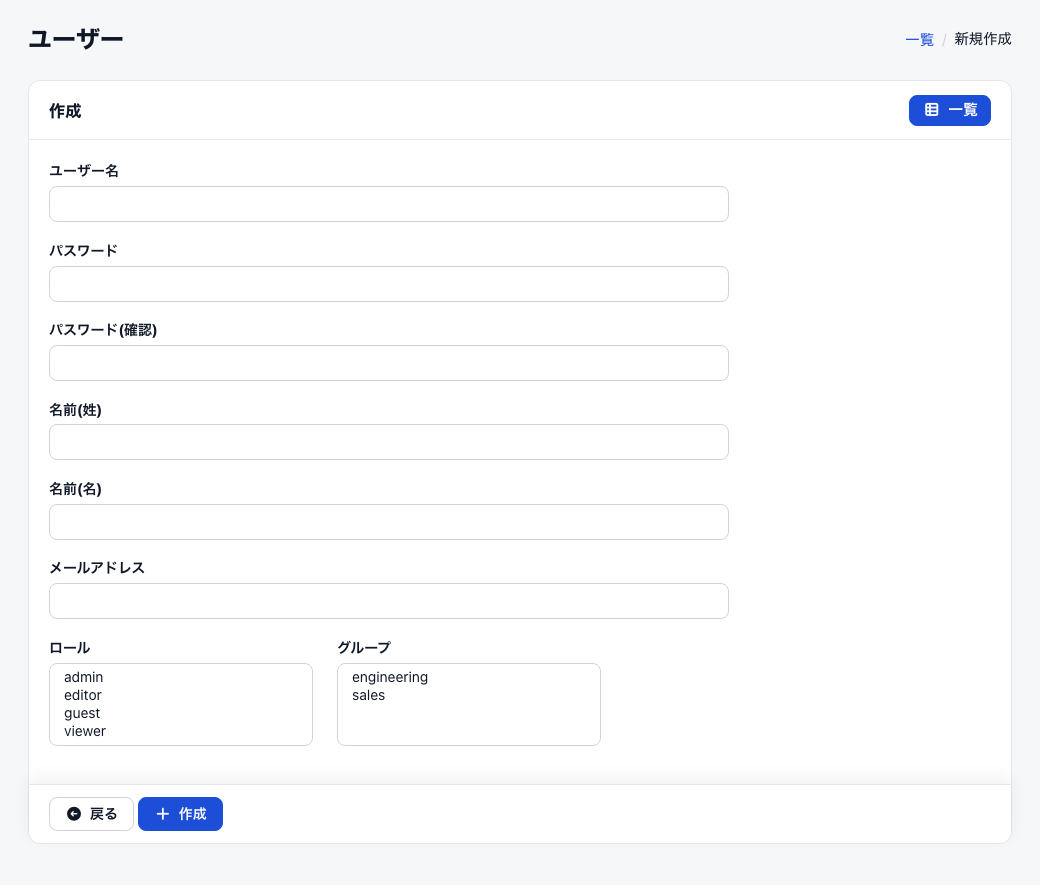 ユーザー
一覧 / 新規作成
作成
一覧
ユーザー名
パスワード
パスワード(確認)
名前(姓)
名前(名)
メールアドレス
ロール
admin
editor
guest
viewer
グループ
engineering
sales
戻る
作成